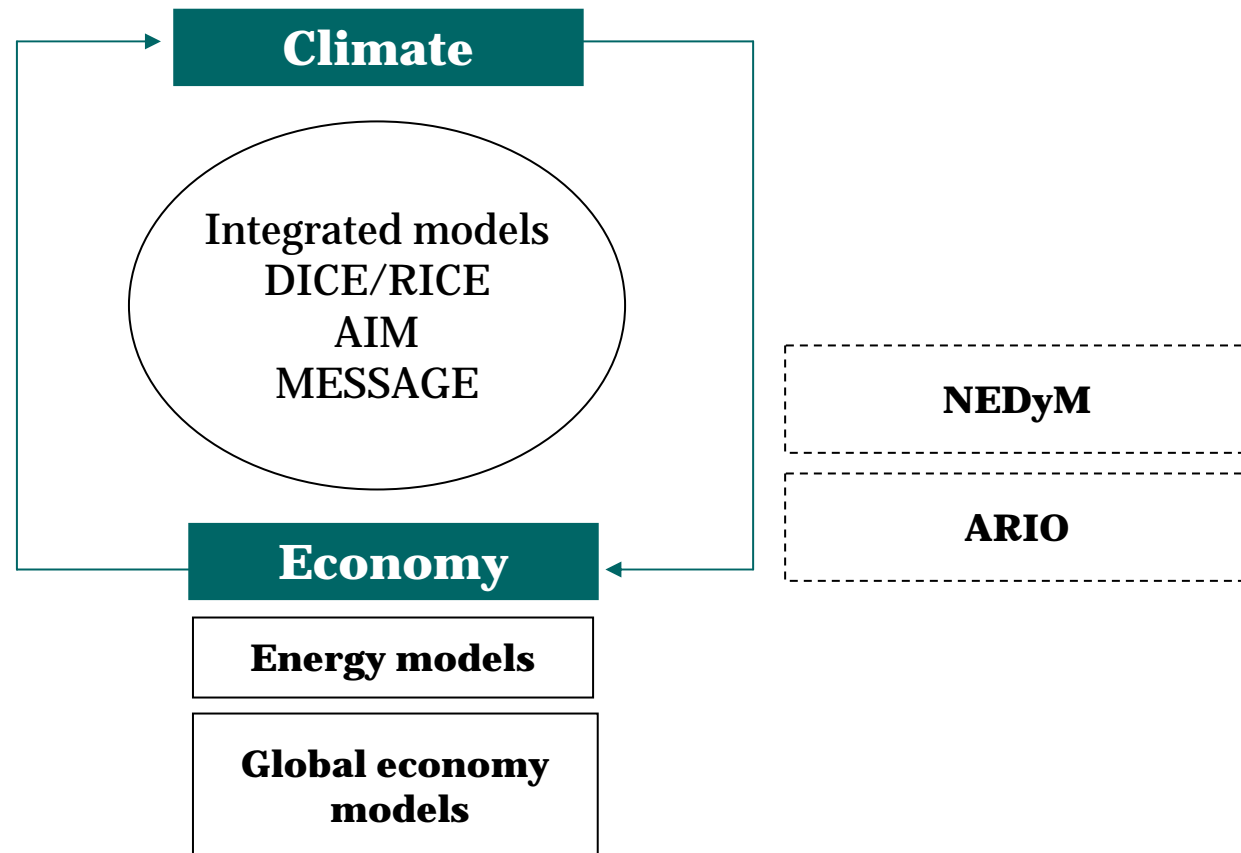 Climate
Integrated models
DICE/RICE
AIM
MESSAGE
NEDyM
ARIO
Economy
Energy models
Global economy
models